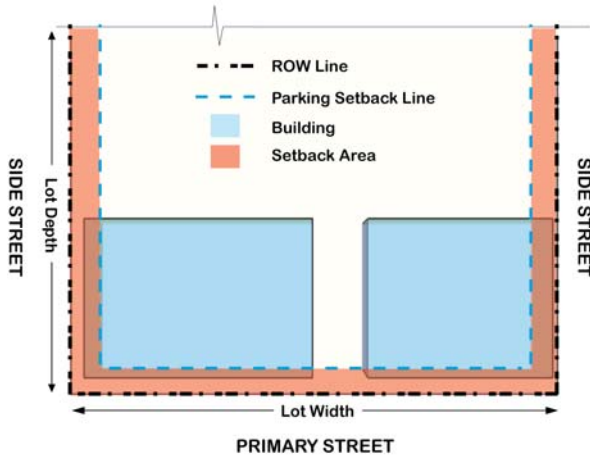 ROW Line
Parking Setback Line
Building
Setback Area
SIDE STREET
Lot Depth
SIDE STREET
Lot Width
PRIMARY STREET